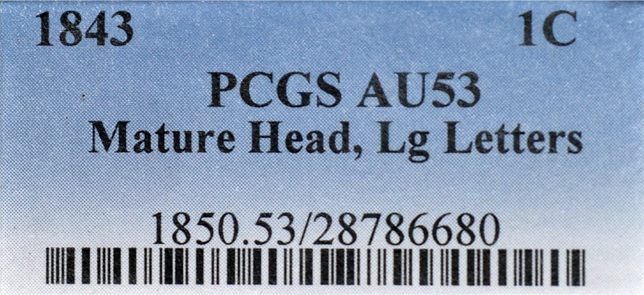 1843 1C
PCGS AU53
Mature Head, Lg Letters
1850.53/28786680